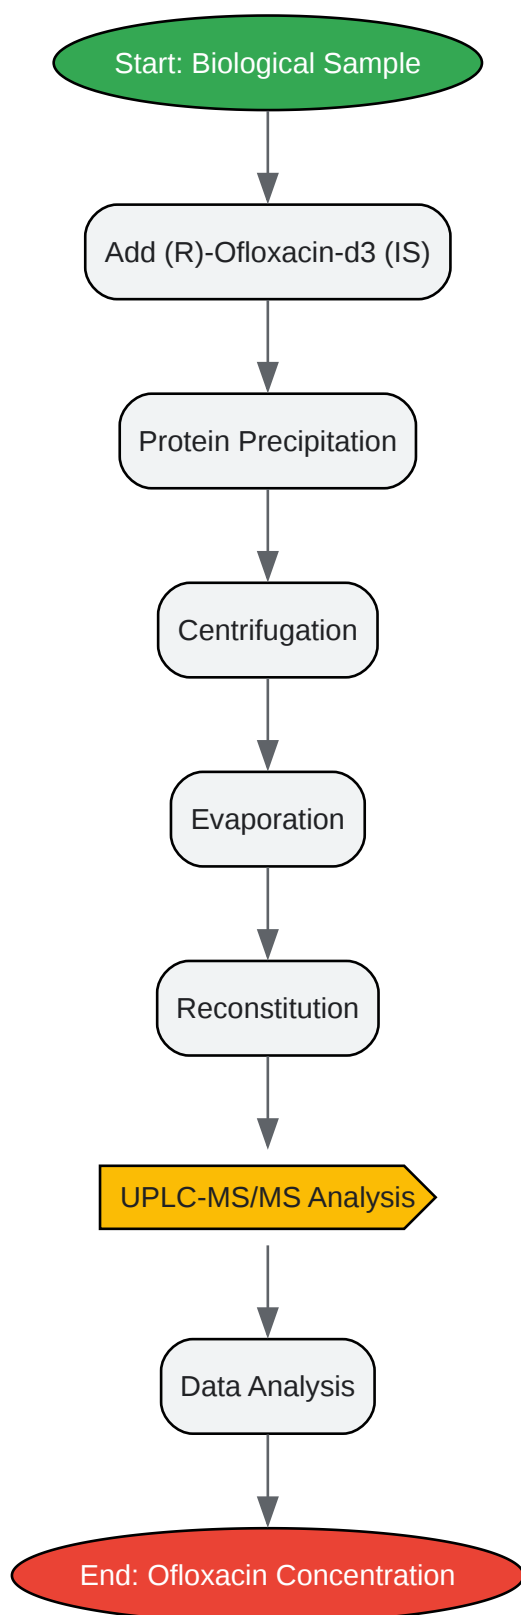 Start: Biological Sample
Add (R)-Ofloxacin-d3 (IS)
Protein Precipitation
Centrifugation
Evaporation
Reconstitution
UPLC-MS/MS Analysis
Data Analysis
End: Ofloxacin Concentration